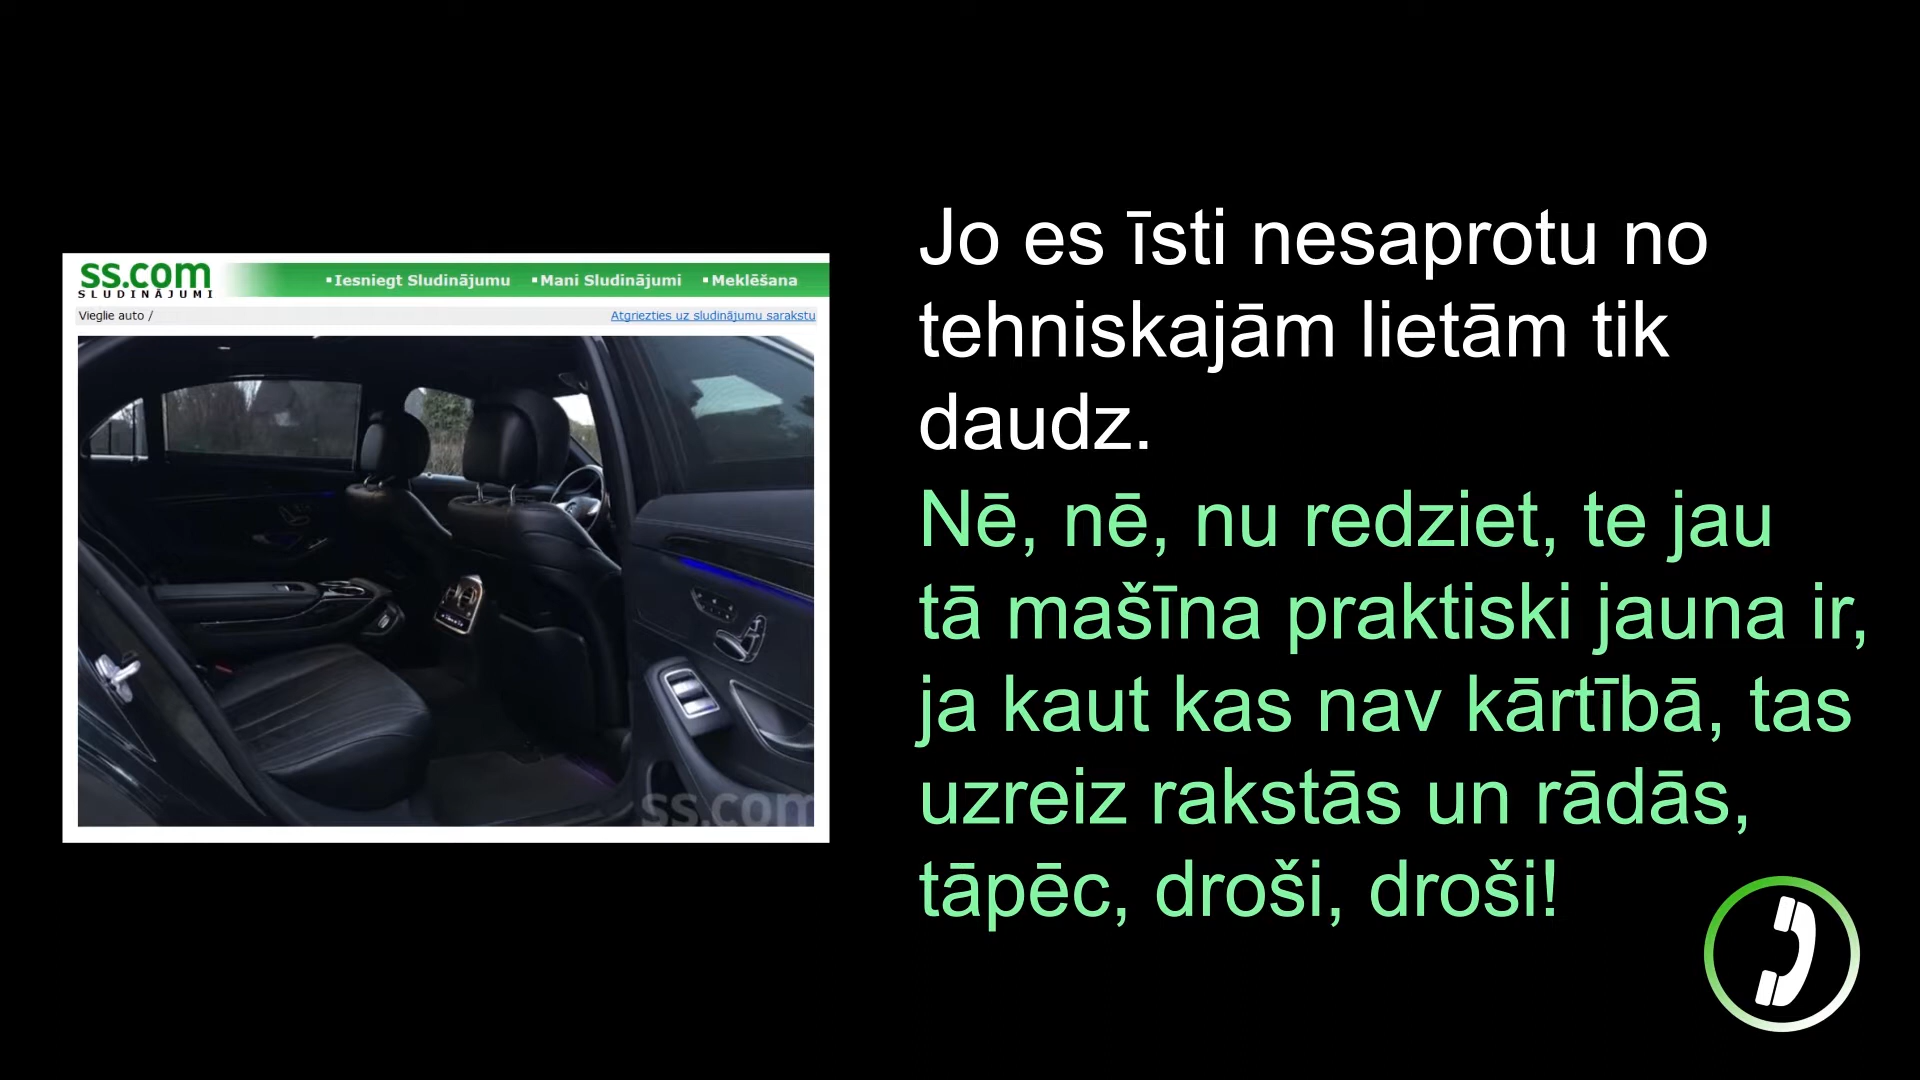 ss.com
SLUDINĀJUMI
▪Iesniegt Sludinājumu ▪Mani Sludinājumi ▪Meklēšana
Vieglie auto / Atgriezties uz sludinājumu sarakstu
ss.com
Jo es īsti nesaprotu no
tehniskajām lietām tik
daudz.
Nē, nē, nu redziet, te jau
tā mašīna praktiski jauna ir,
ja kaut kas nav kārtībā, tas
uzreiz rakstās un rādās,
tāpēc, droši, droši!